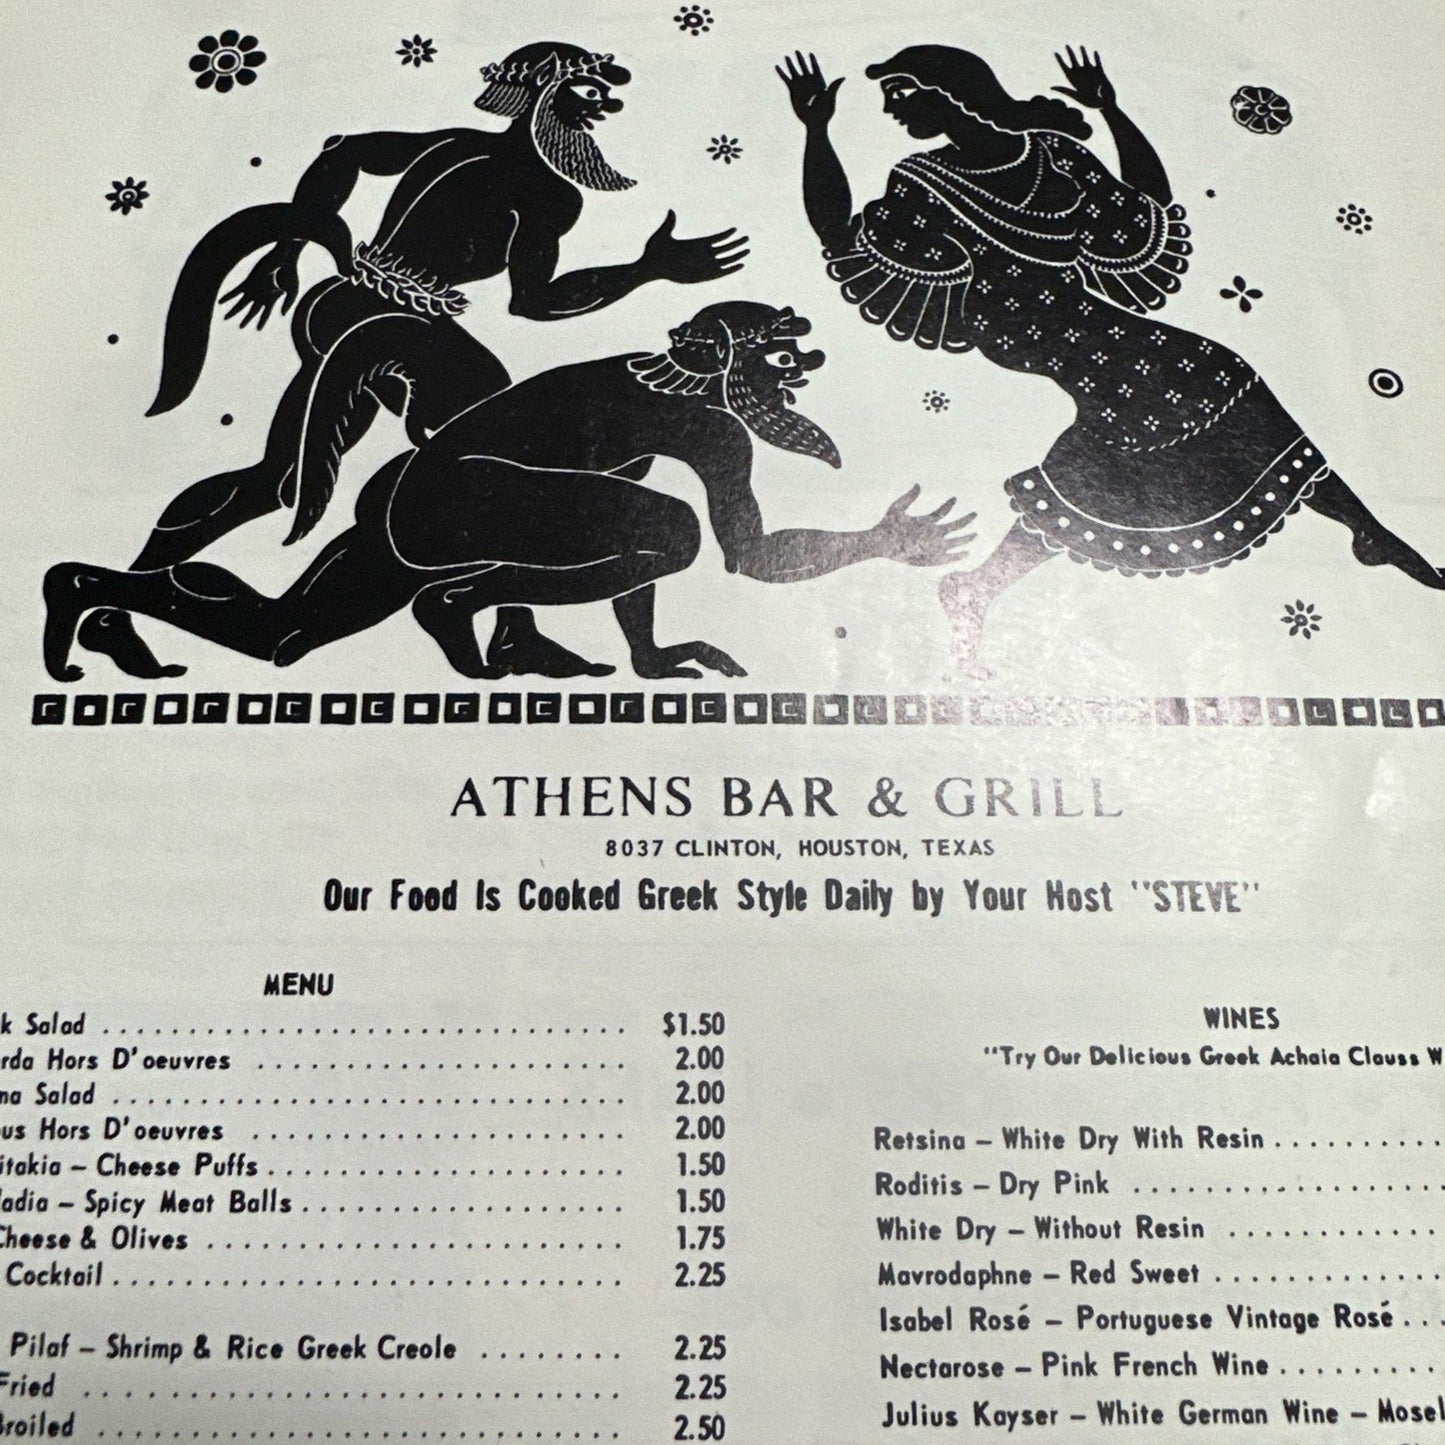 ATHENS BAR & GRILL
8037 CLINTON, HOUSTON, TEXAS
Our Food Is Cooked Greek Style Daily by Your Host "STEVE"
MENU
Salad $1.50
Hors D'oeuvres 2.00
Salad 2.00
Hors D'oeuvres 2.00
– Cheese Puffs 1.50
– Spicy Meat Balls 1.50
Cheese & Olives 1.75
Cocktail 2.25
Pilaf – Shrimp & Rice Greek Creole 2.25
Fried 2.25
Broiled 2.50
WINES
"Try Our Delicious Greek Achaia Clauss
Retsina – White Dry With Resin
Roditis – Dry Pink
White Dry – Without Resin
Mavrodaphne – Red Sweet
Isabel Rosé – Portuguese Vintage Rosé
Nectarose – Pink French Wine
Julius Kayser – White German Wine – Mosel